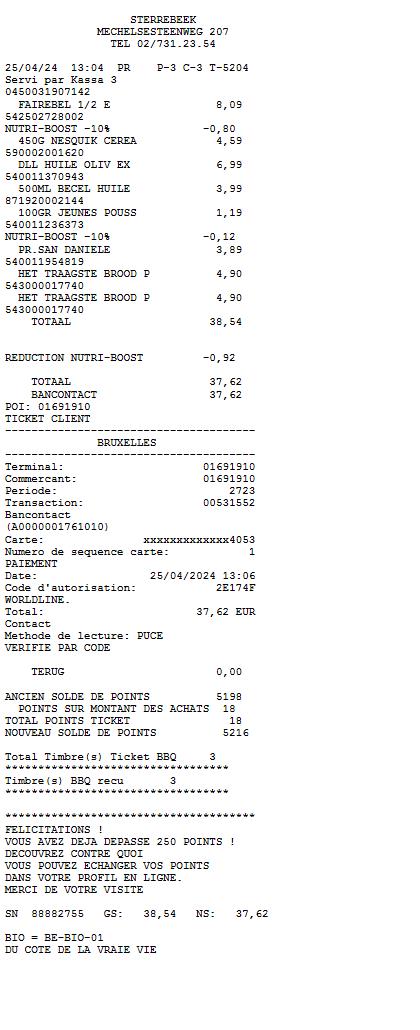 STERREBEEK
MECHELSESTEENWEG 207
TEL 02/731.23.54
25/04/24 13:04 PR P-3 C-3 T-5204
Servi par Kassa 3
0450031907142
FAIREBEL 1/2 E 8,09
542502728002
NUTRI-BOOST -10% -0,80
450G NESQUIK CEREA 4,59
590002001620
DLL HUILE OLIV EX 6,99
540011370943
500ML BECEL HUILE 3,99
871920002144
100GR JEUNES POUSS 1,19
540011236373
NUTRI-BOOST -10% -0,12
PR.SAN DANIELE 3,89
540011954819
HET TRAAGSTE BROOD P 4,90
543000017740
HET TRAAGSTE BROOD P 4,90
543000017740
TOTAAL 38,54
REDUCTION NUTRI-BOOST -0,92
TOTAAL 37,62
BANCONTACT 37,62
POI: 01691910
TICKET CLIENT
--------------------------------------
BRUXELLES
--------------------------------------
Terminal: 01691910
Commercant: 01691910
Periode: 2723
Transaction: 00531552
Bancontact
(A0000001761010)
Carte: xxxxxxxxxxxxx4053
Numero de sequence carte: 1
PAIEMENT
Date: 25/04/2024 13:06
Code d'autorisation: 2E174F
WORLDLINE.
Total: 37,62 EUR
Contact
Methode de lecture: PUCE
VERIFIE PAR CODE
TERUG 0,00
ANCIEN SOLDE DE POINTS 5198
POINTS SUR MONTANT DES ACHATS 18
TOTAL POINTS TICKET 18
NOUVEAU SOLDE DE POINTS 5216
Total Timbre(s) Ticket BBQ 3
**********************************
Timbre(s) BBQ recu 3
**********************************
**************************************
FELICITATIONS !
VOUS AVEZ DEJA DEPASSE 250 POINTS !
DECOUVREZ CONTRE QUOI
VOUS POUVEZ ECHANGER VOS POINTS
DANS VOTRE PROFIL EN LIGNE.
MERCI DE VOTRE VISITE
SN 88882755 GS: 38,54 NS: 37,62
BIO = BE-BIO-01
DU COTE DE LA VRAIE VIE